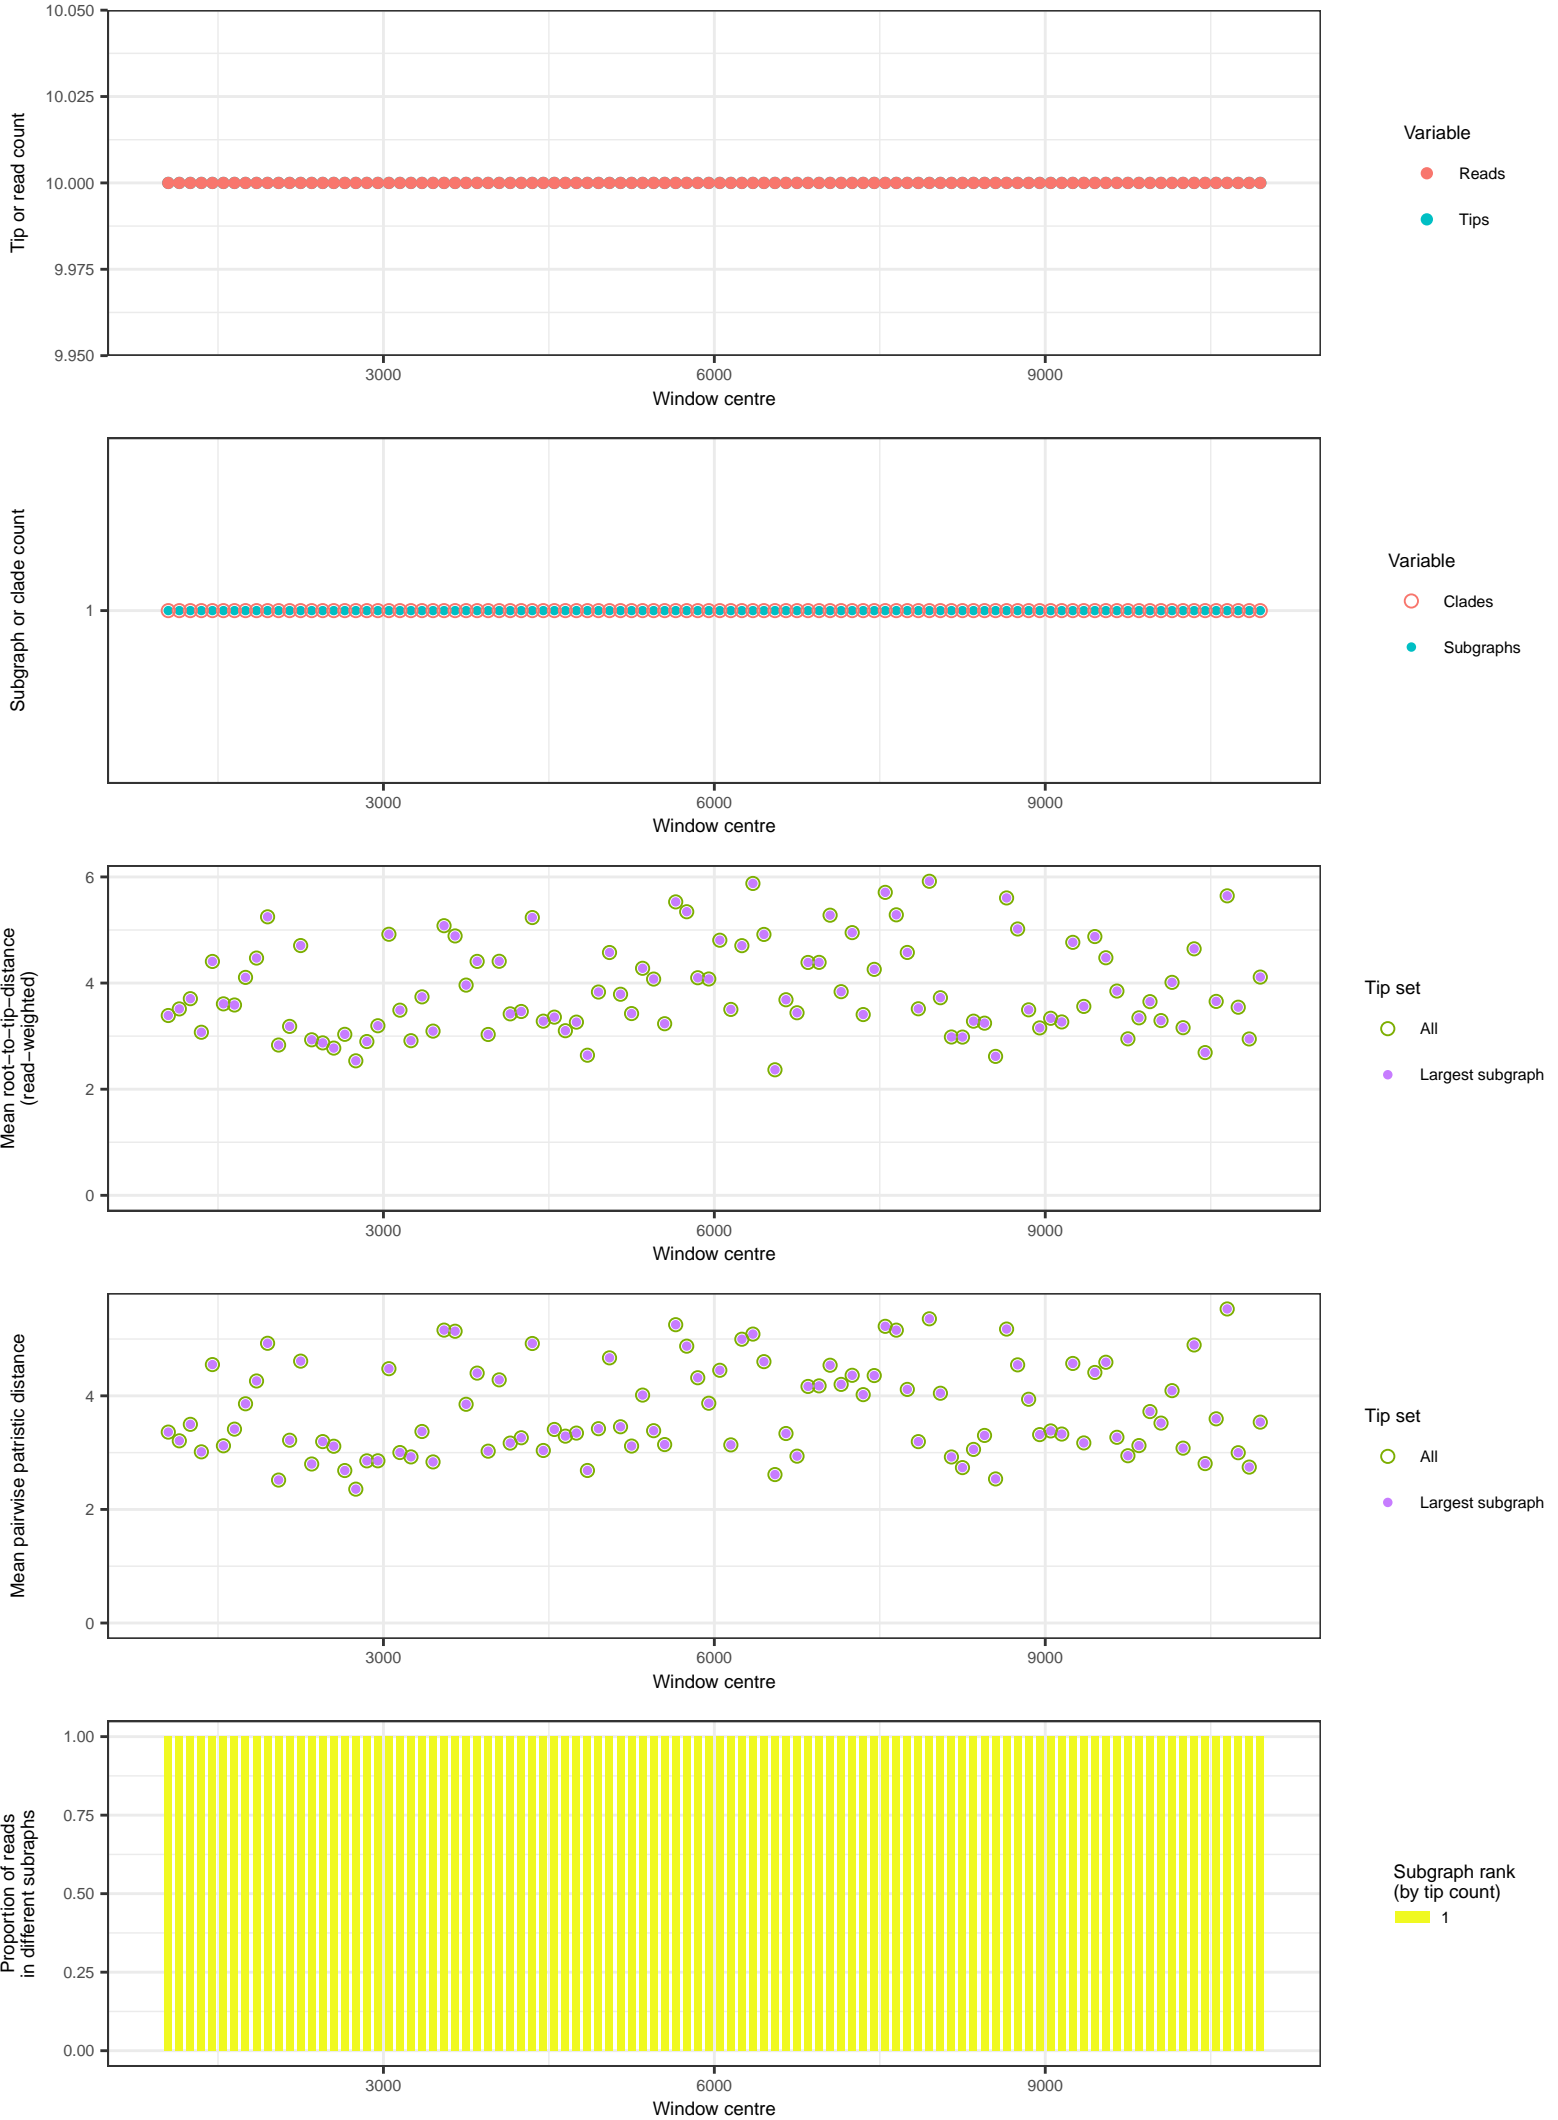 10.050
10.025
10.000
9.975
9.950
Tip or read count
3000
6000
9000
Window centre
Variable
Reads
Tips
1
Subgraph or clade count
3000
6000
9000
Window centre
Variable
Clades
Subgraphs
6
4
2
0
Mean root−to−tip−distance
(read−weighted)
3000
6000
9000
Window centre
Tip set
All
Largest subgraph
4
2
0
Mean pairwise patristic distance
3000
6000
9000
Window centre
Tip set
All
Largest subgraph
1.00
0.75
0.50
0.25
0.00
Proportion of reads
in different subraphs
3000
6000
9000
Window centre
Subgraph rank
(by tip count)
1